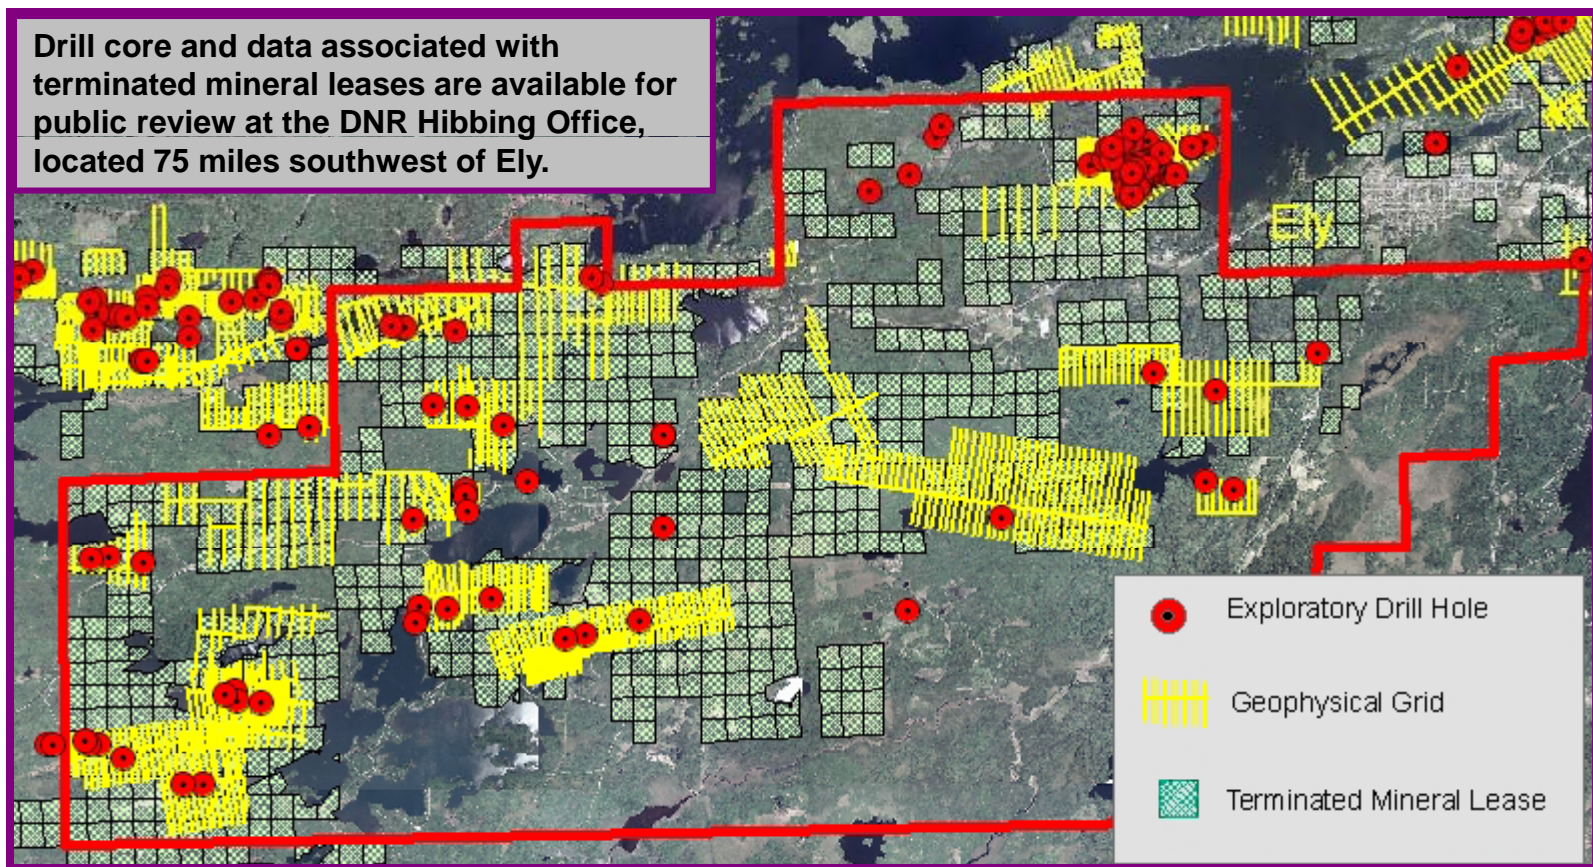 Drill core and data associated with
terminated mineral leases are available for
public review at the DNR Hibbing Office,
located 75 miles southwest of Ely.
Ely
Exploratory Drill Hole
Geophysical Grid
Terminated Mineral Lease